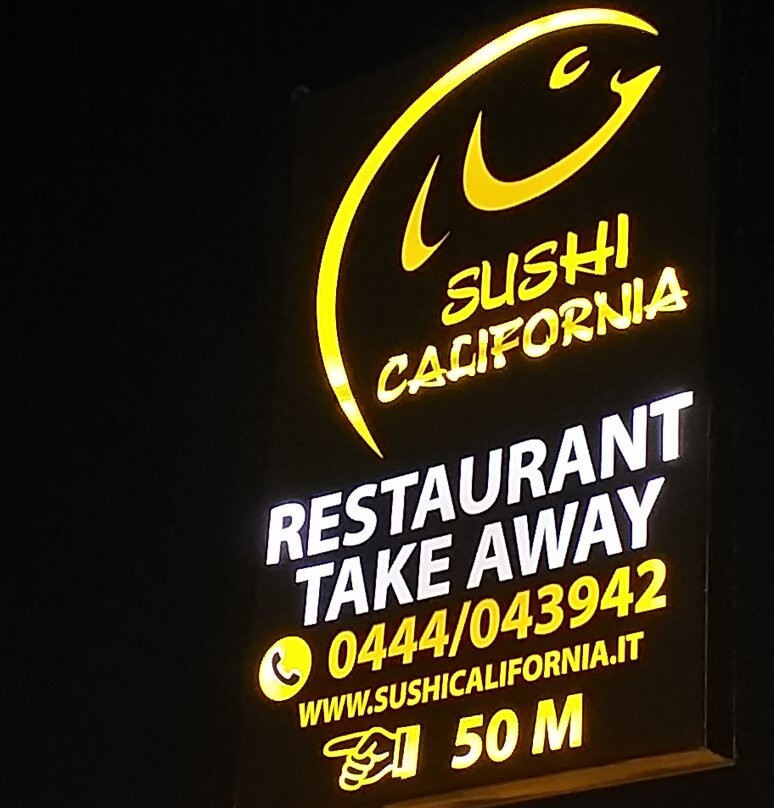 SUSHI
CALIFORNIA
RESTAURANT
TAKE AWAY
0444/043942
WWW.SUSHICALIFORNIA.IT
50 M